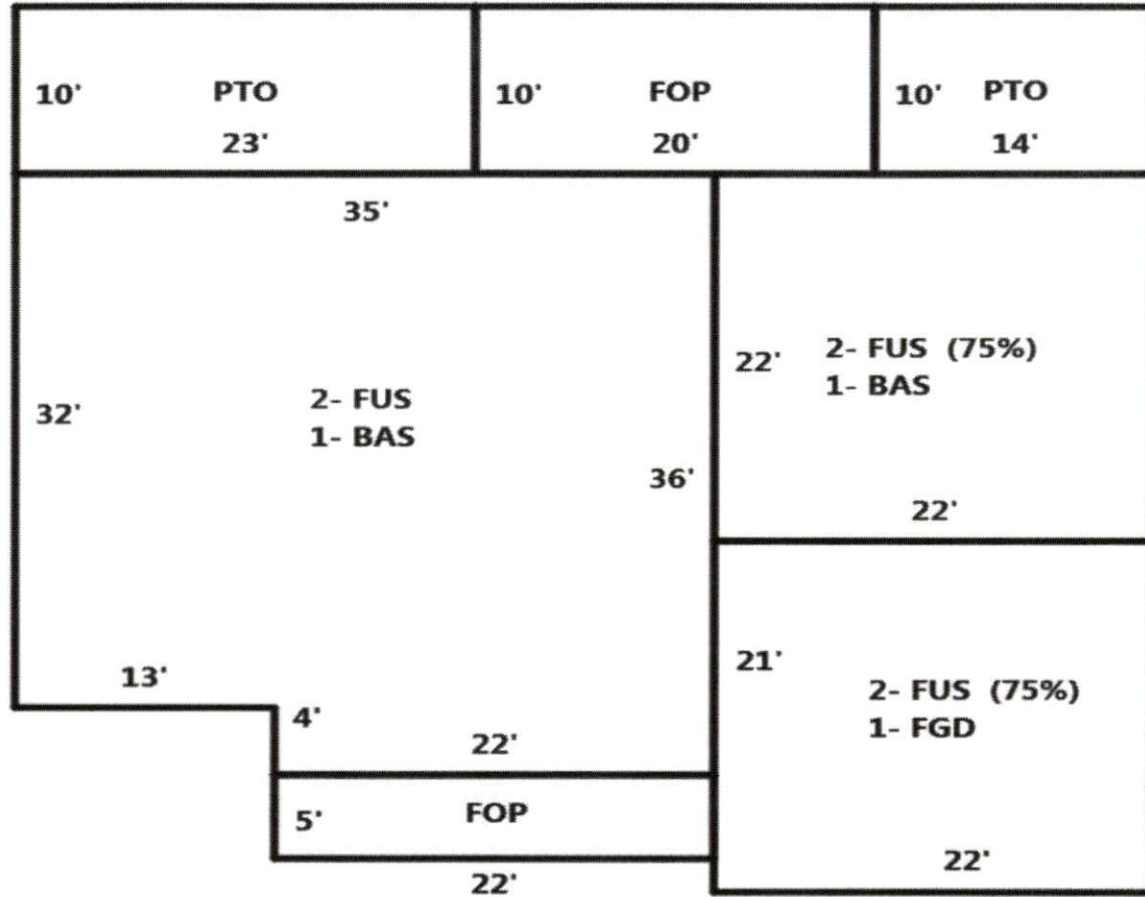 10' PTO
23'
10' FOP
20'
10' PTO
14'
35'
32'
2- FUS
1- BAS
36'
13'
4'
22'
5' FOP
22'
22'
2- FUS (75%)
1- BAS
22'
21'
2- FUS (75%)
1- FGD
22'